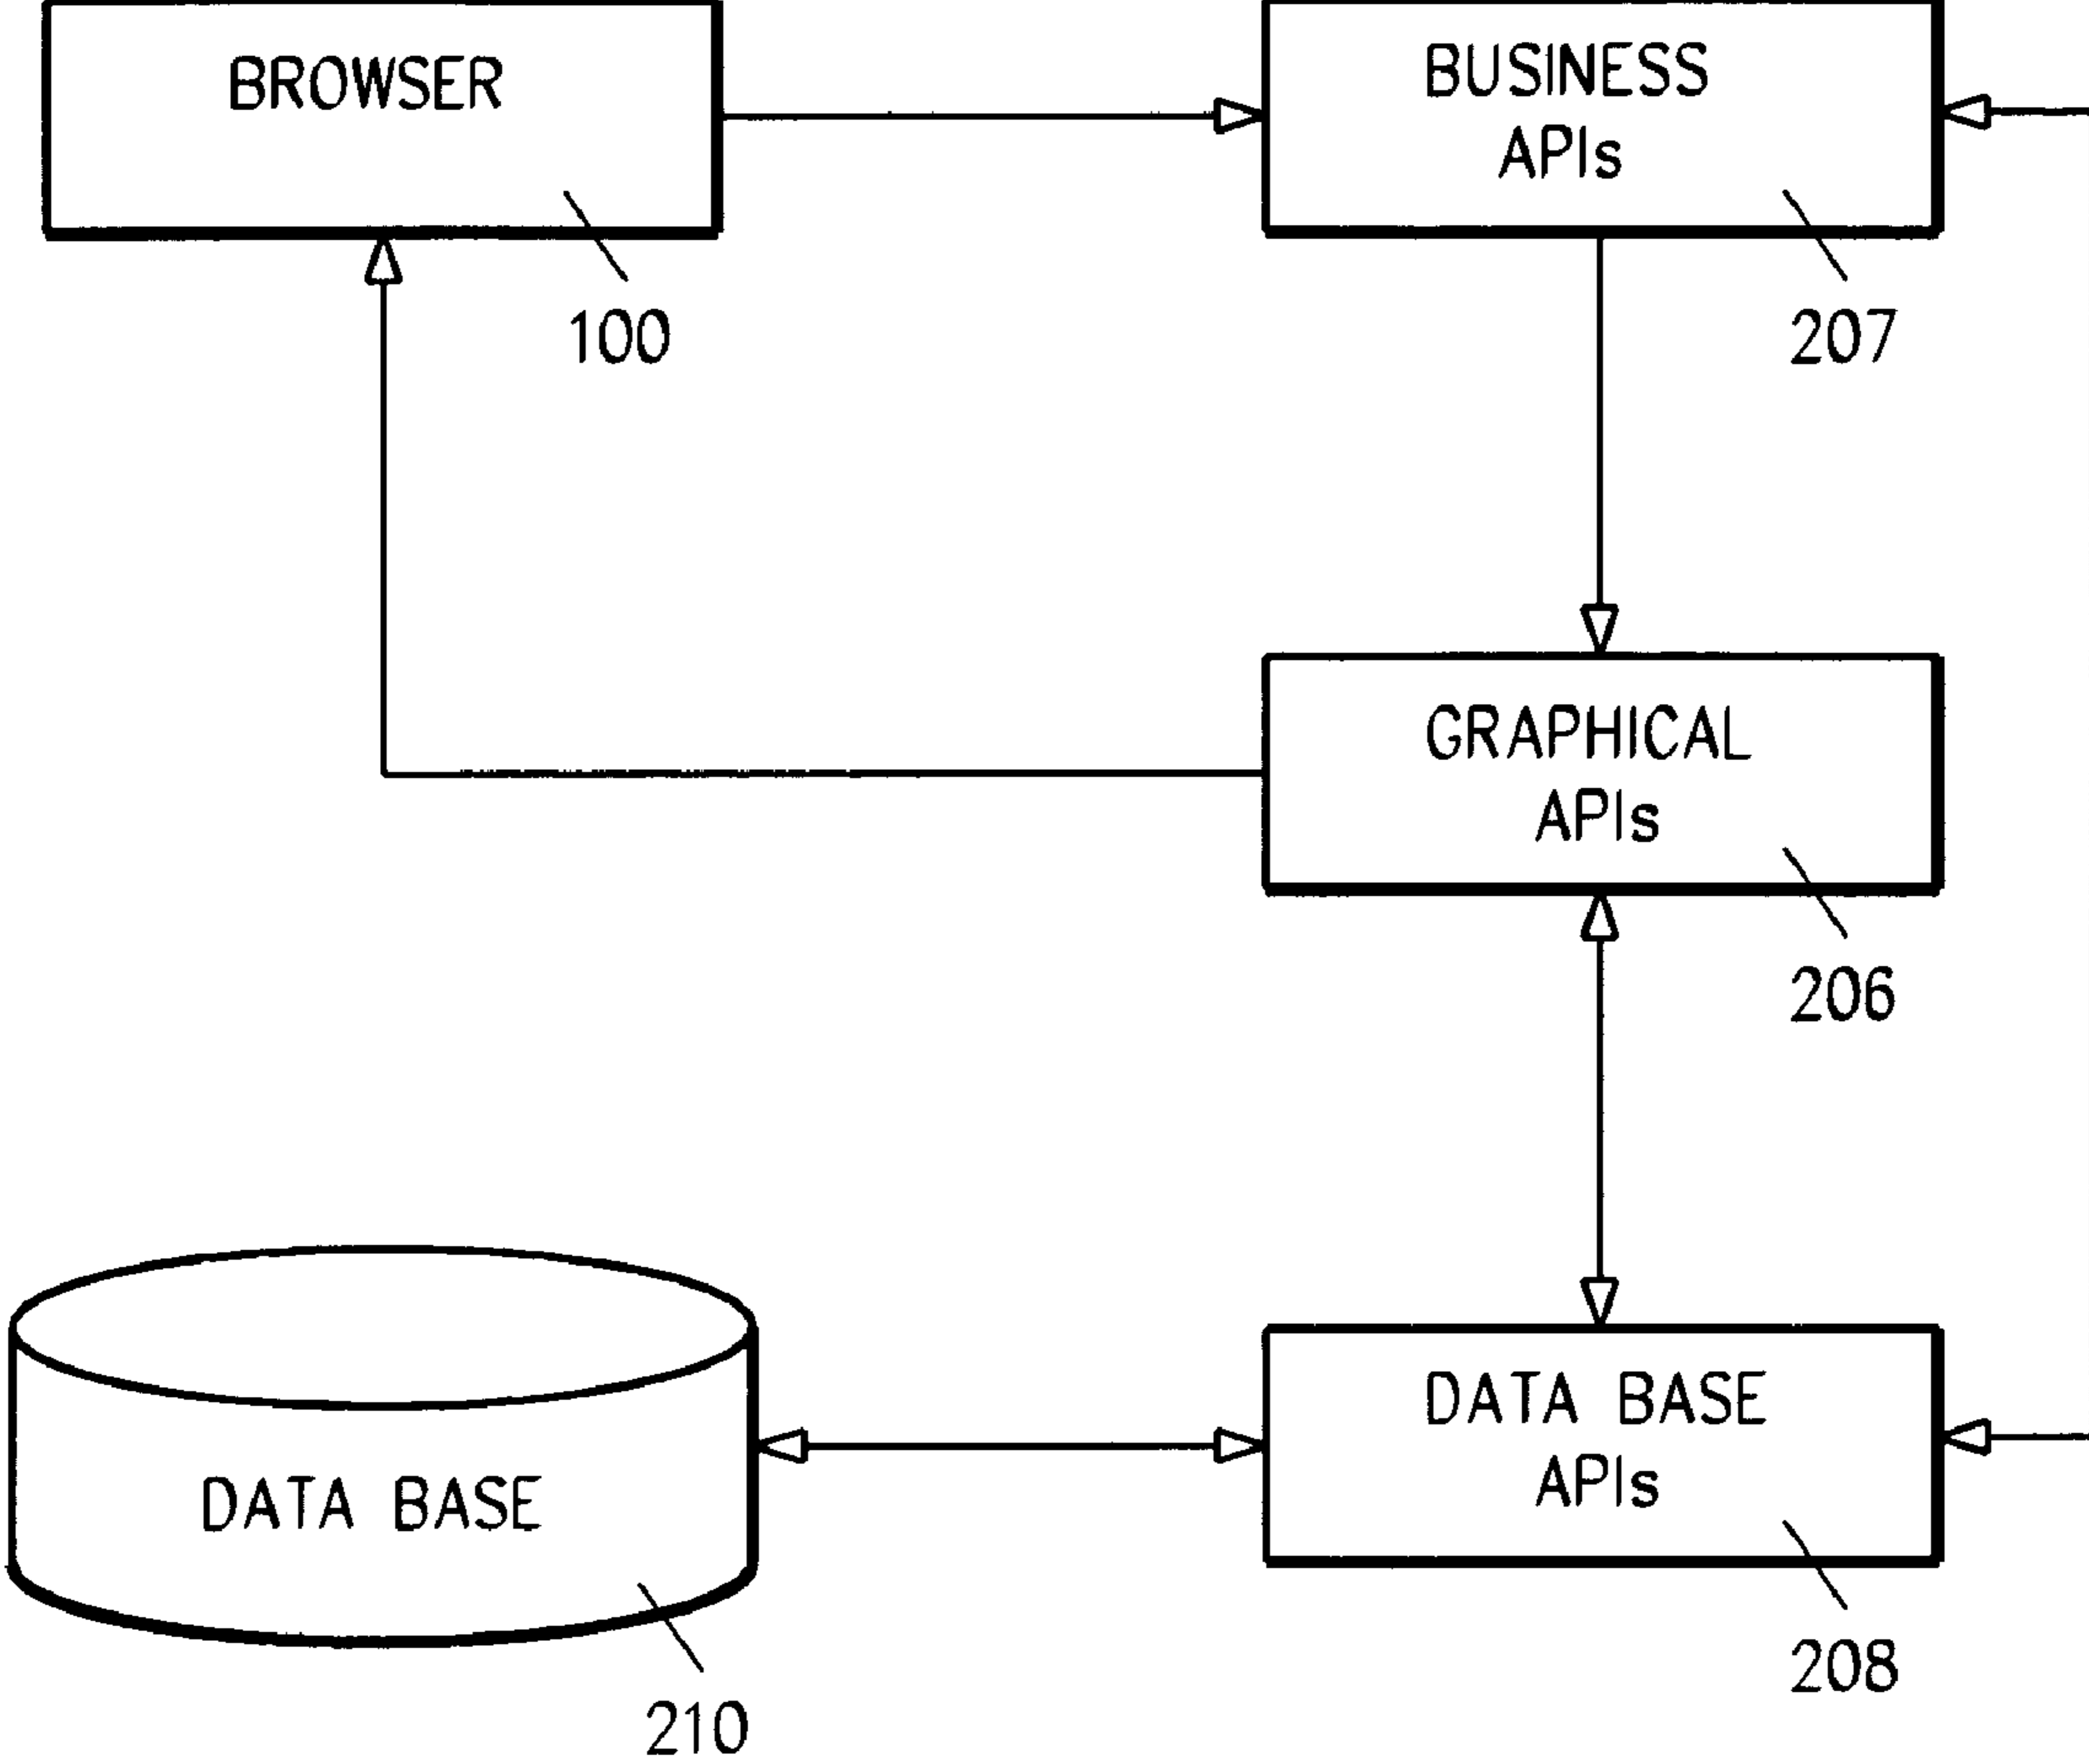 BROWSER
100
BUSINESS
APIs
207
GRAPHICAL
APIs
206
DATA BASE
APIs
208
DATA BASE
210